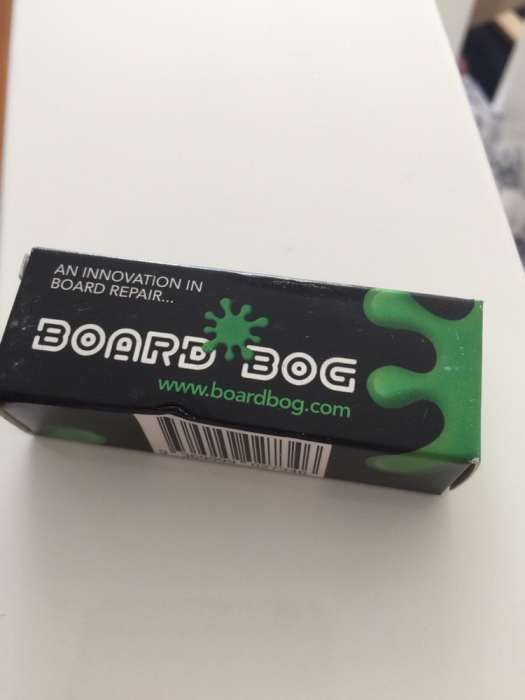 AN INNOVATION IN
BOARD REPAIR...
BOARD BOG
www.boardbog.com